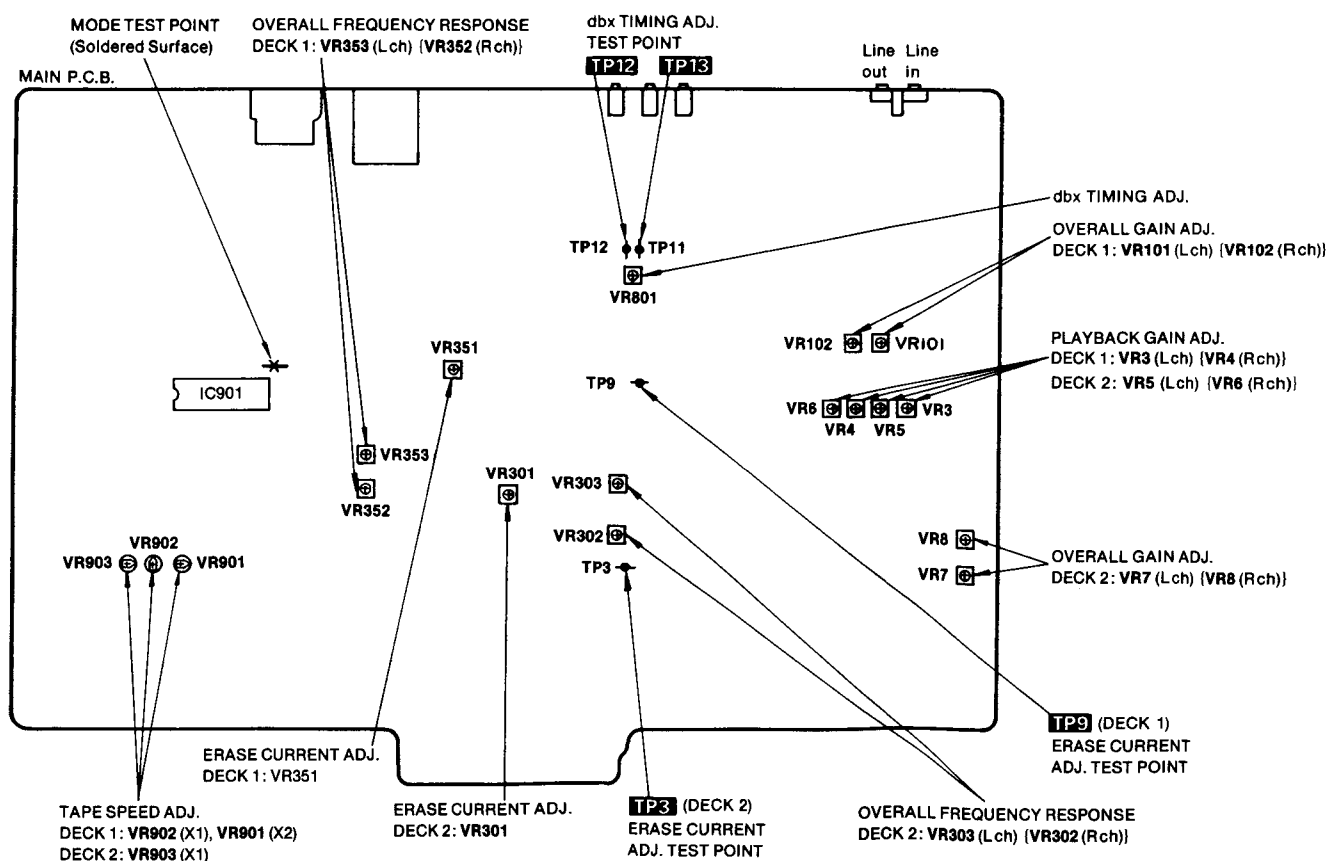 MODE TEST POINT
(Soldered Surface)
OVERALL FREQUENCY RESPONSE
DECK 1: VR353 (Lch) {VR352 (Rch)}
dbx TIMING ADJ.
TEST POINT
TP12 TP13
Line out
Line in
MAIN P.C.B.
dbx TIMING ADJ.
OVERALL GAIN ADJ.
DECK 1: VR101 (Lch) {VR102 (Rch)}
TP12 TP11
VR801
VR102 VR101
PLAYBACK GAIN ADJ.
DECK 1: VR3 (Lch) {VR4 (Rch)}
DECK 2: VR5 (Lch) {VR6 (Rch)}
VR351
TP9
IC901
VR6 VR3
VR4 VR5
VR353
VR352
VR301
VR303
VR302
TP3
VR8
VR7
OVERALL GAIN ADJ.
DECK 2: VR7 (Lch) {VR8 (Rch)}
VR902
VR903 VR901
TP9 (DECK 1)
ERASE CURRENT
ADJ. TEST POINT
ERASE CURRENT ADJ.
DECK 1: VR351
TAPE SPEED ADJ.
DECK 1: VR902 (X1), VR901 (X2)
DECK 2: VR903 (X1)
ERASE CURRENT ADJ.
DECK 2: VR301
TP3 (DECK 2)
ERASE CURRENT
ADJ. TEST POINT
OVERALL FREQUENCY RESPONSE
DECK 2: VR303 (Lch) {VR302 (Rch)}